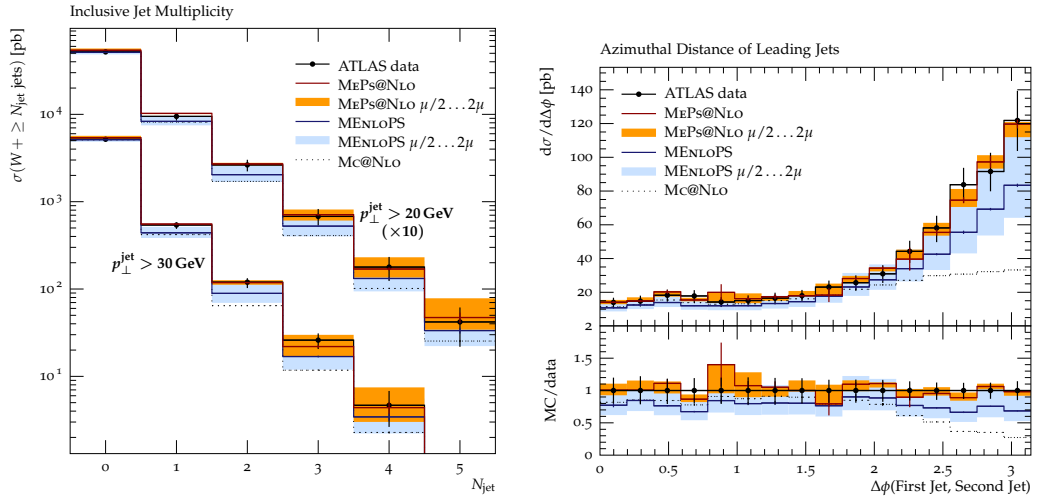 Inclusive Jet Multiplicity
σ(W + ≥ N_jet jets) [pb]
ATLAS data
MEPS@NLO
MEPS@NLO μ/2...2μ
MENLOPS
MENLOPS μ/2...2μ
MC@NLO
p_⊥^jet > 20 GeV
(×10)
p_⊥^jet > 30 GeV
10^4
10^3
10^2
10^1
0 1 2 3 4 5
N_jet
Azimuthal Distance of Leading Jets
dσ/dΔϕ [pb]
ATLAS data
MEPS@NLO
MEPS@NLO μ/2...2μ
MENLOPS
MENLOPS μ/2...2μ
MC@NLO
140
120
100
80
60
40
20
0
MC/data
2
1.5
1
0.5
0
0 0.5 1 1.5 2 2.5 3
Δϕ(First Jet, Second Jet)